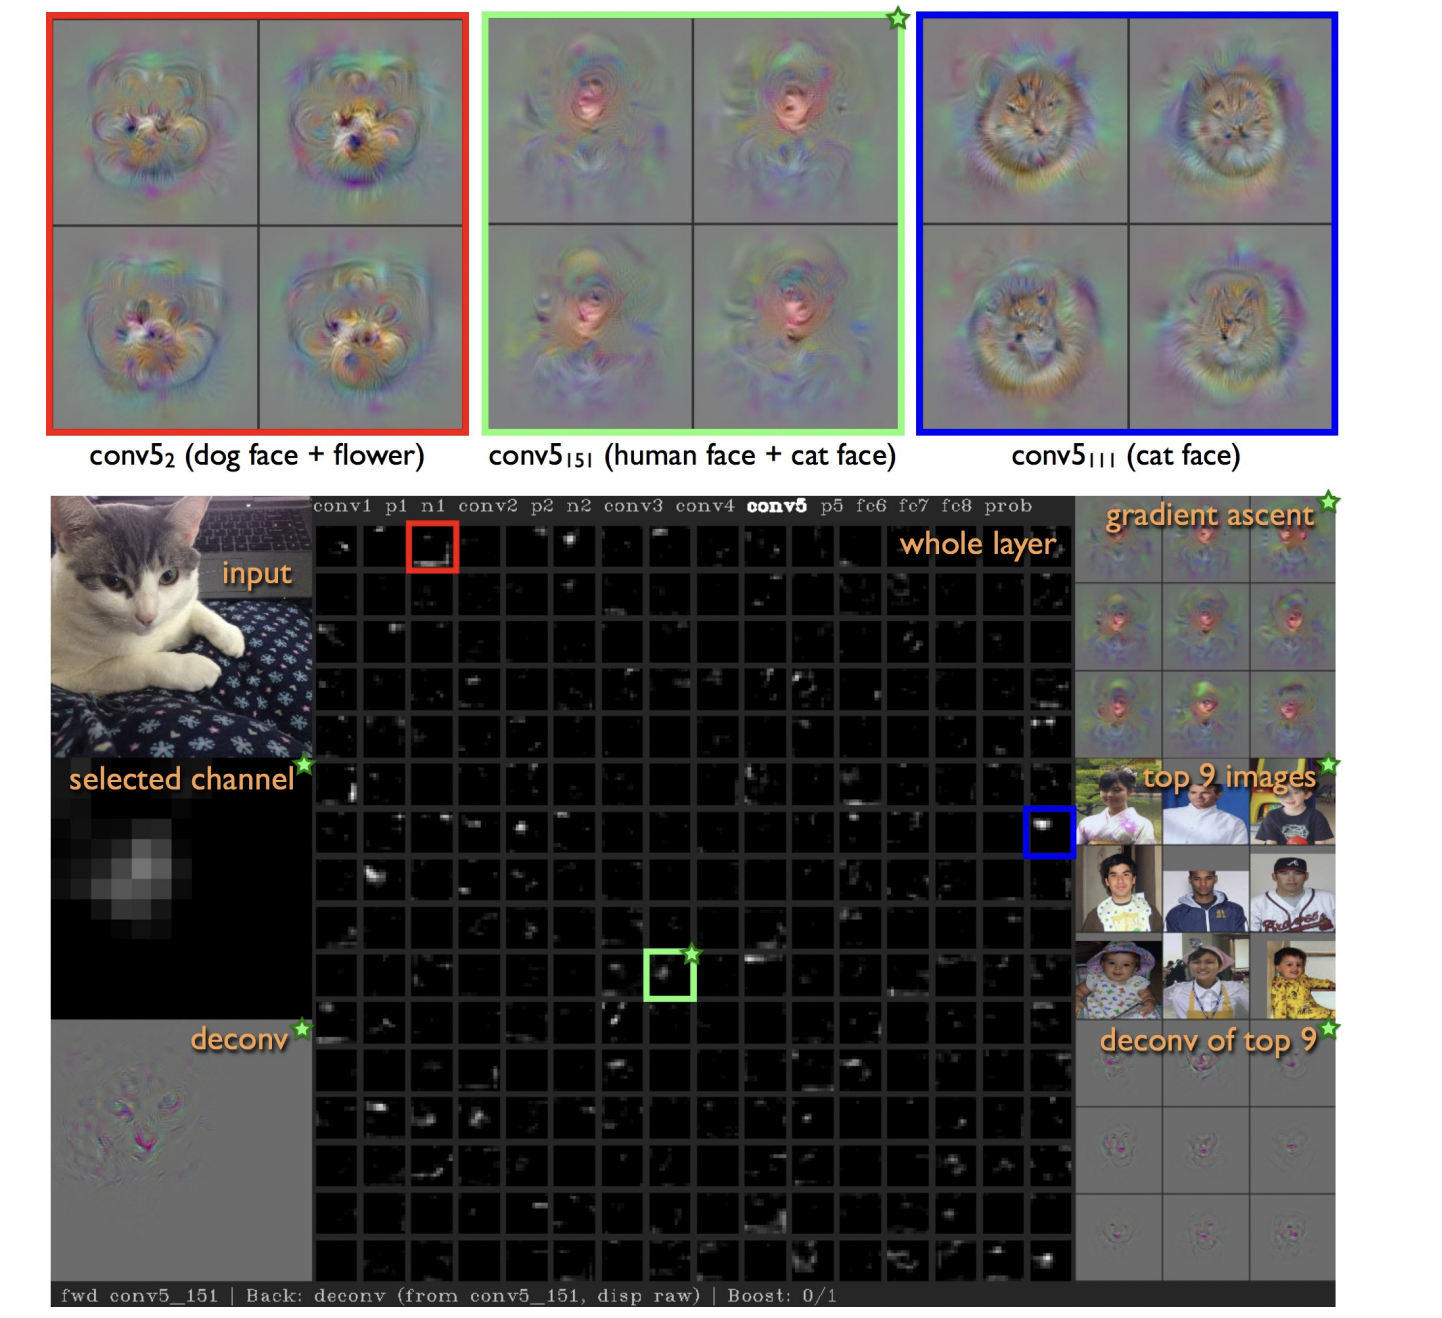 conv5₂ (dog face + flower)
conv5₁₅₁ (human face + cat face)
conv5₁₁₁ (cat face)
conv1 p1 n1 conv2 p2 n2 conv3 conv4 conv5 p5 fc6 fc7 fc8 prob
input
whole layer
gradient ascent
selected channel
top 9 images
Braves
deconv
deconv of top 9
fwd conv5_151 | Back: deconv (from conv5_151, disp raw) | Boost: 0/1